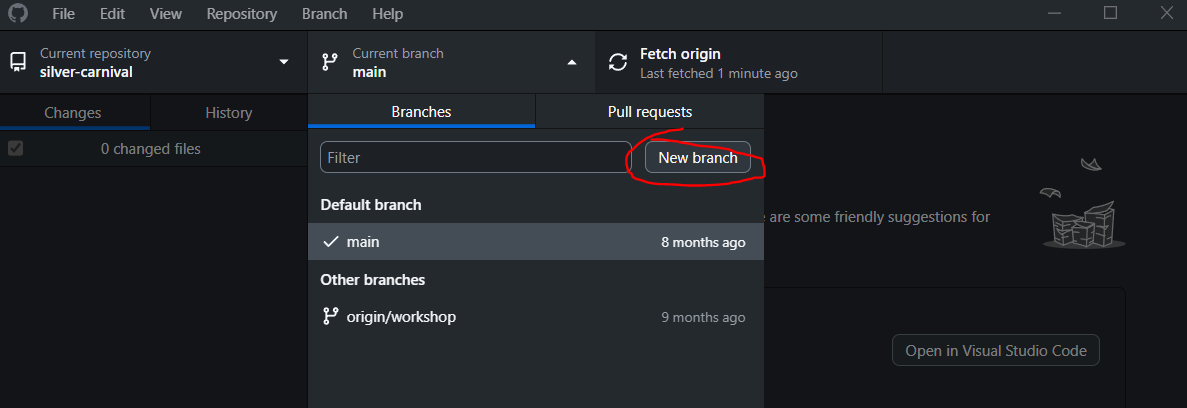 File Edit View Repository Branch Help
Current repository
silver-carnival
Current branch
main
Fetch origin
Last fetched 1 minute ago
Changes
History
0 changed files
Branches
Pull requests
Filter
New branch
Default branch
main
8 months ago
Other branches
origin/workshop
9 months ago
are some friendly suggestions for
Open in Visual Studio Code